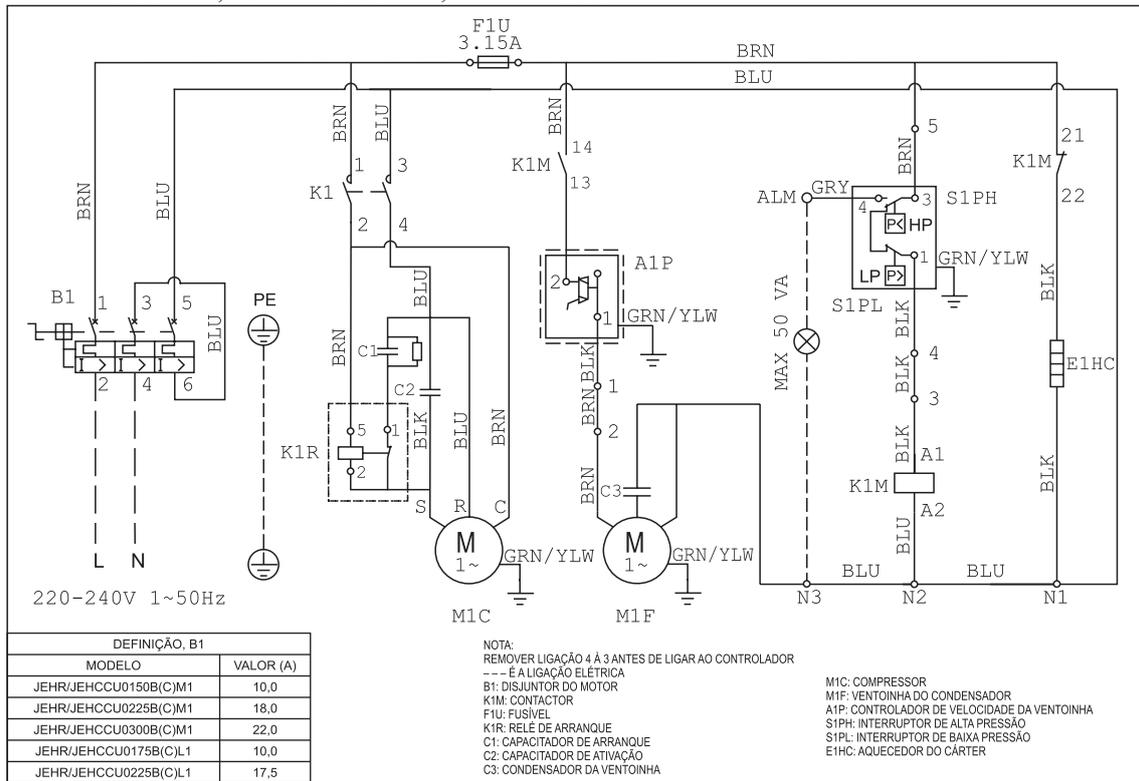 F1U
3.15A
BRN
BLU
BRN
BLU
BRN
14
K1M
13
5
BRN
21
K1M
22
1
3
K1
2
4
BRN
BLU
ALM
GRY
4
3
S1PH
P<
HP
1
GRN/YLW
LP
P>
S1PL
A1P
2
1
GRN/YLW
B1
1
3
5
BLU
2
4
6
PE
BLU
BRN
C1
C2
BLK
BLU
BRN
BLK
1
BRN
2
BRN
MAX 50 VA
BLK
4
BLK
3
BLK
BLK
E1HC
BLK
K1R
5
1
2
S
R
C
C3
K1M
A1
A2
BLU
M
1~
GRN/YLW
M
1~
GRN/YLW
BLU
BLU
L
N
N3
N2
N1
220-240V 1~50Hz
M1C
M1F
DEFINIÇÃO, B1
MODELO VALOR (A)
JEHR/JEHCCU0150B(C)M1 10,0
JEHR/JEHCCU0225B(C)M1 18,0
JEHR/JEHCCU0300B(C)M1 22,0
JEHR/JEHCCU0175B(C)L1 10,0
JEHR/JEHCCU0225B(C)L1 17,5
NOTA:
REMOVER LIGAÇÃO 4 À 3 ANTES DE LIGAR AO CONTROLADOR
---- É A LIGAÇÃO ELÉTRICA
B1: DISJUNTOR DO MOTOR
K1M: CONTACTOR
F1U: FUSÍVEL
K1R: RELÉ DE ARRANQUE
C1: CAPACITADOR DE ARRANQUE
C2: CAPACITADOR DE ATIVAÇÃO
C3: CONDENSADOR DA VENTOINHA
M1C: COMPRESSOR
M1F: VENTOINHA DO CONDENSADOR
A1P: CONTROLADOR DE VELOCIDADE DA VENTOINHA
S1PH: INTERRUPTOR DE ALTA PRESSÃO
S1PL: INTERRUPTOR DE BAIXA PRESSÃO
E1HC: AQUECEDOR DO CÁRTER